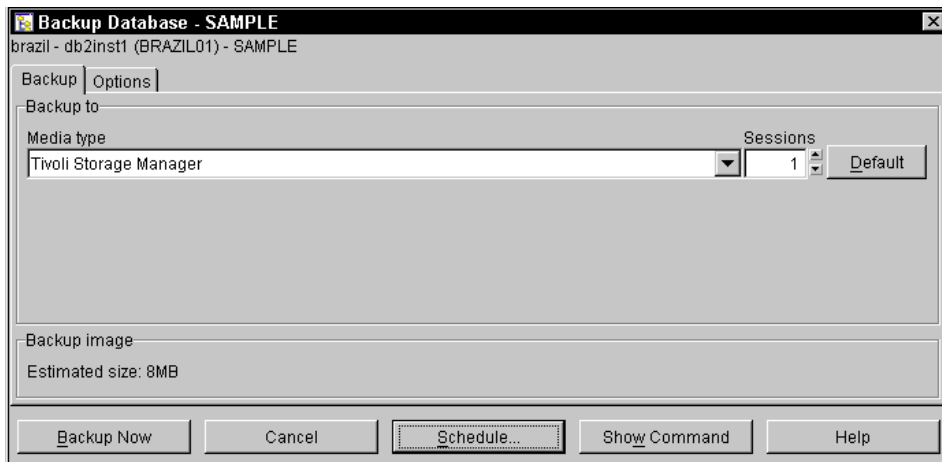 Backup Database - SAMPLE
brazil - db2inst1 (BRAZIL01) - SAMPLE
Backup Options
Backup to
Media type Sessions
Tivoli Storage Manager 1 Default
Backup image
Estimated size: 8MB
Backup Now Cancel Schedule... Show Command Help